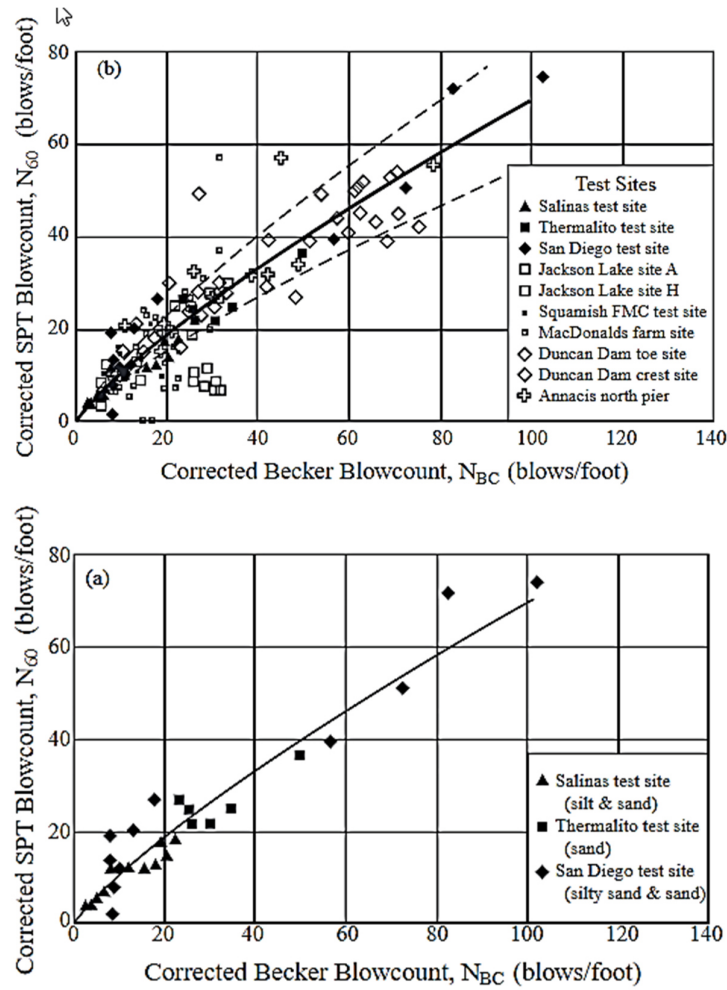 80
(b)
60
40
20
0
0 20 40 60 80 100 120 140
Corrected SPT Blowcount, N60 (blows/foot)
Corrected Becker Blowcount, NBC (blows/foot)
Test Sites
Salinas test site
Thermalito test site
San Diego test site
Jackson Lake site A
Jackson Lake site H
Squamish FMC test site
MacDonalds farm site
Duncan Dam toe site
Duncan Dam crest site
Annacis north pier
80
(a)
60
40
20
0
0 20 40 60 80 100 120 140
Corrected SPT Blowcount, N60 (blows/foot)
Corrected Becker Blowcount, NBC (blows/foot)
Salinas test site
(silt & sand)
Thermalito test site
(sand)
San Diego test site
(silty sand & sand)